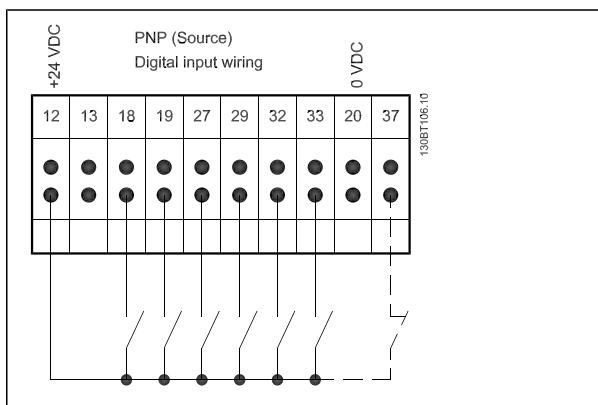 +24 VDC
PNP (Source)
Digital input wiring
0 VDC
12 13 18 19 27 29 32 33 20 37
130BT106.10